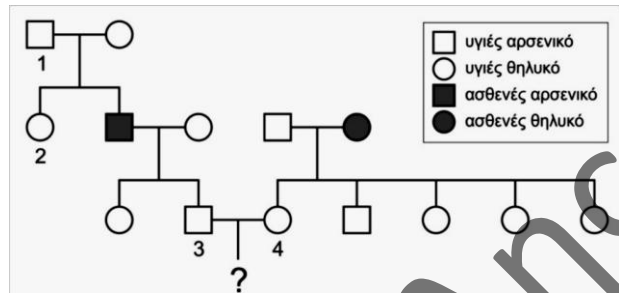 1
υγιές αρσενικό
υγιές θηλυκό
ασθενές αρσενικό
ασθενές θηλυκό
2
3
4
?